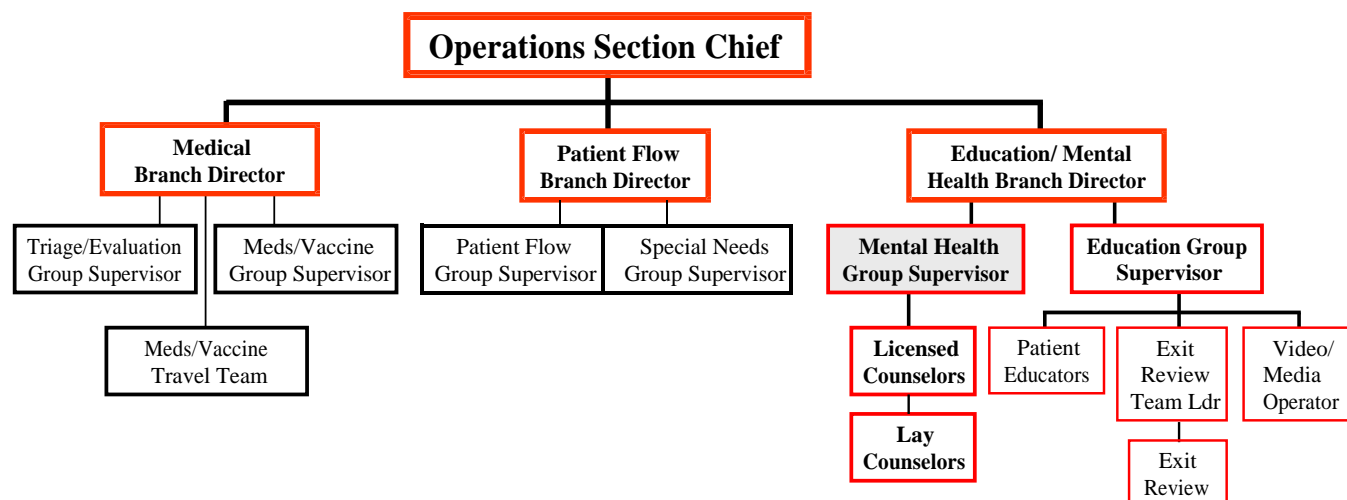 Operations Section Chief
Medical
Branch Director
Patient Flow
Branch Director
Education/ Mental
Health Branch Director
Triage/Evaluation
Group Supervisor
Meds/Vaccine
Group Supervisor
Patient Flow
Group Supervisor
Special Needs
Group Supervisor
Mental Health
Group Supervisor
Education Group
Supervisor
Meds/Vaccine
Travel Team
Licensed
Counselors
Patient
Educators
Exit
Review
Team Ldr
Video/
Media
Operator
Lay
Counselors
Exit
Review